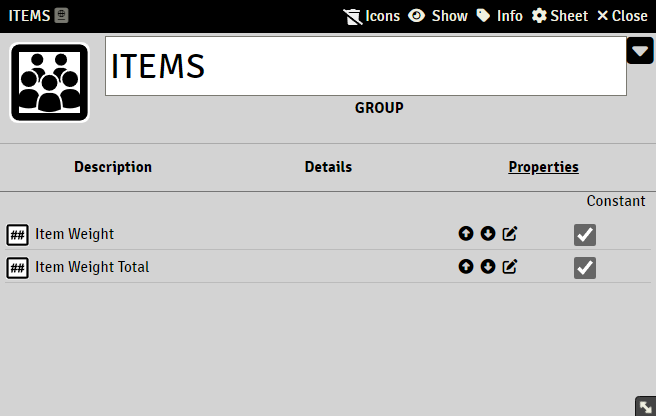 ITEMS Icons Show Info Sheet Close
ITEMS
GROUP
Description Details Properties
Constant
## Item Weight
## Item Weight Total